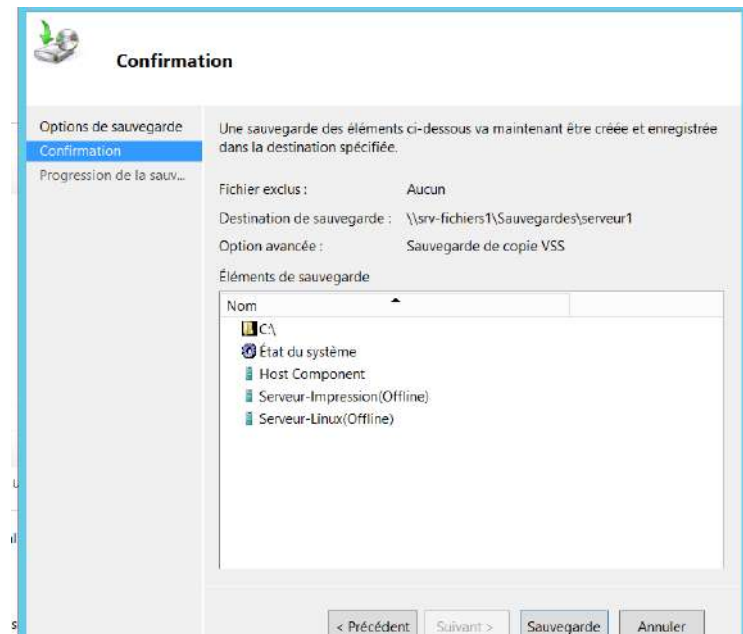 Confirmation
Options de sauvegarde
Confirmation
Progression de la sauv...
Une sauvegarde des éléments ci-dessous va maintenant être créée et enregistrée
dans la destination spécifiée.
Fichier exclus : Aucun
Destination de sauvegarde : \\srv-fichiers1\Sauvegardes\serveur1
Option avancée : Sauvegarde de copie VSS
Éléments de sauvegarde
Nom
C:\
État du système
Host Component
Serveur-Impression(Offline)
Serveur-Linux(Offline)
< Précédent Suivant > Sauvegarde Annuler